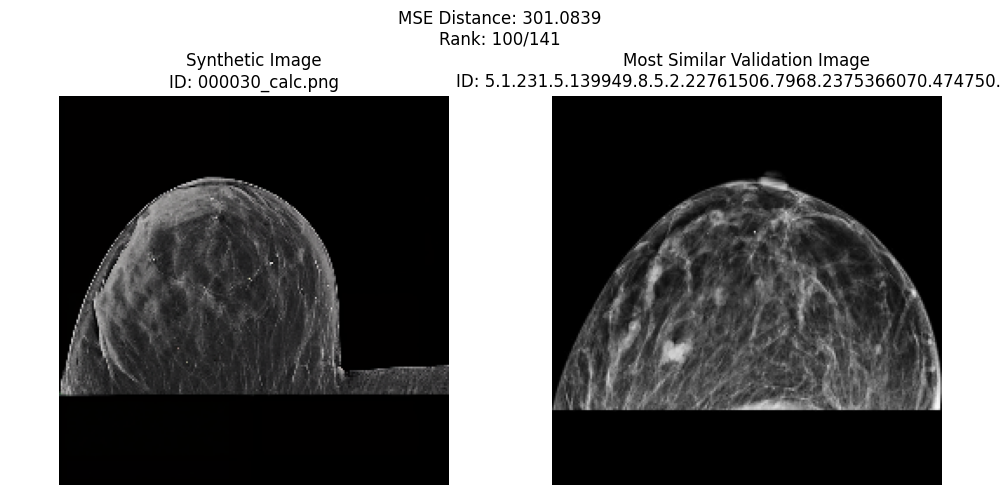 MSE Distance: 301.0839
Rank: 100/141
Synthetic Image
ID: 000030_calc.png
Most Similar Validation Image
ID: 5.1.231.5.139949.8.5.2.22761506.7968.2375366070.474750.